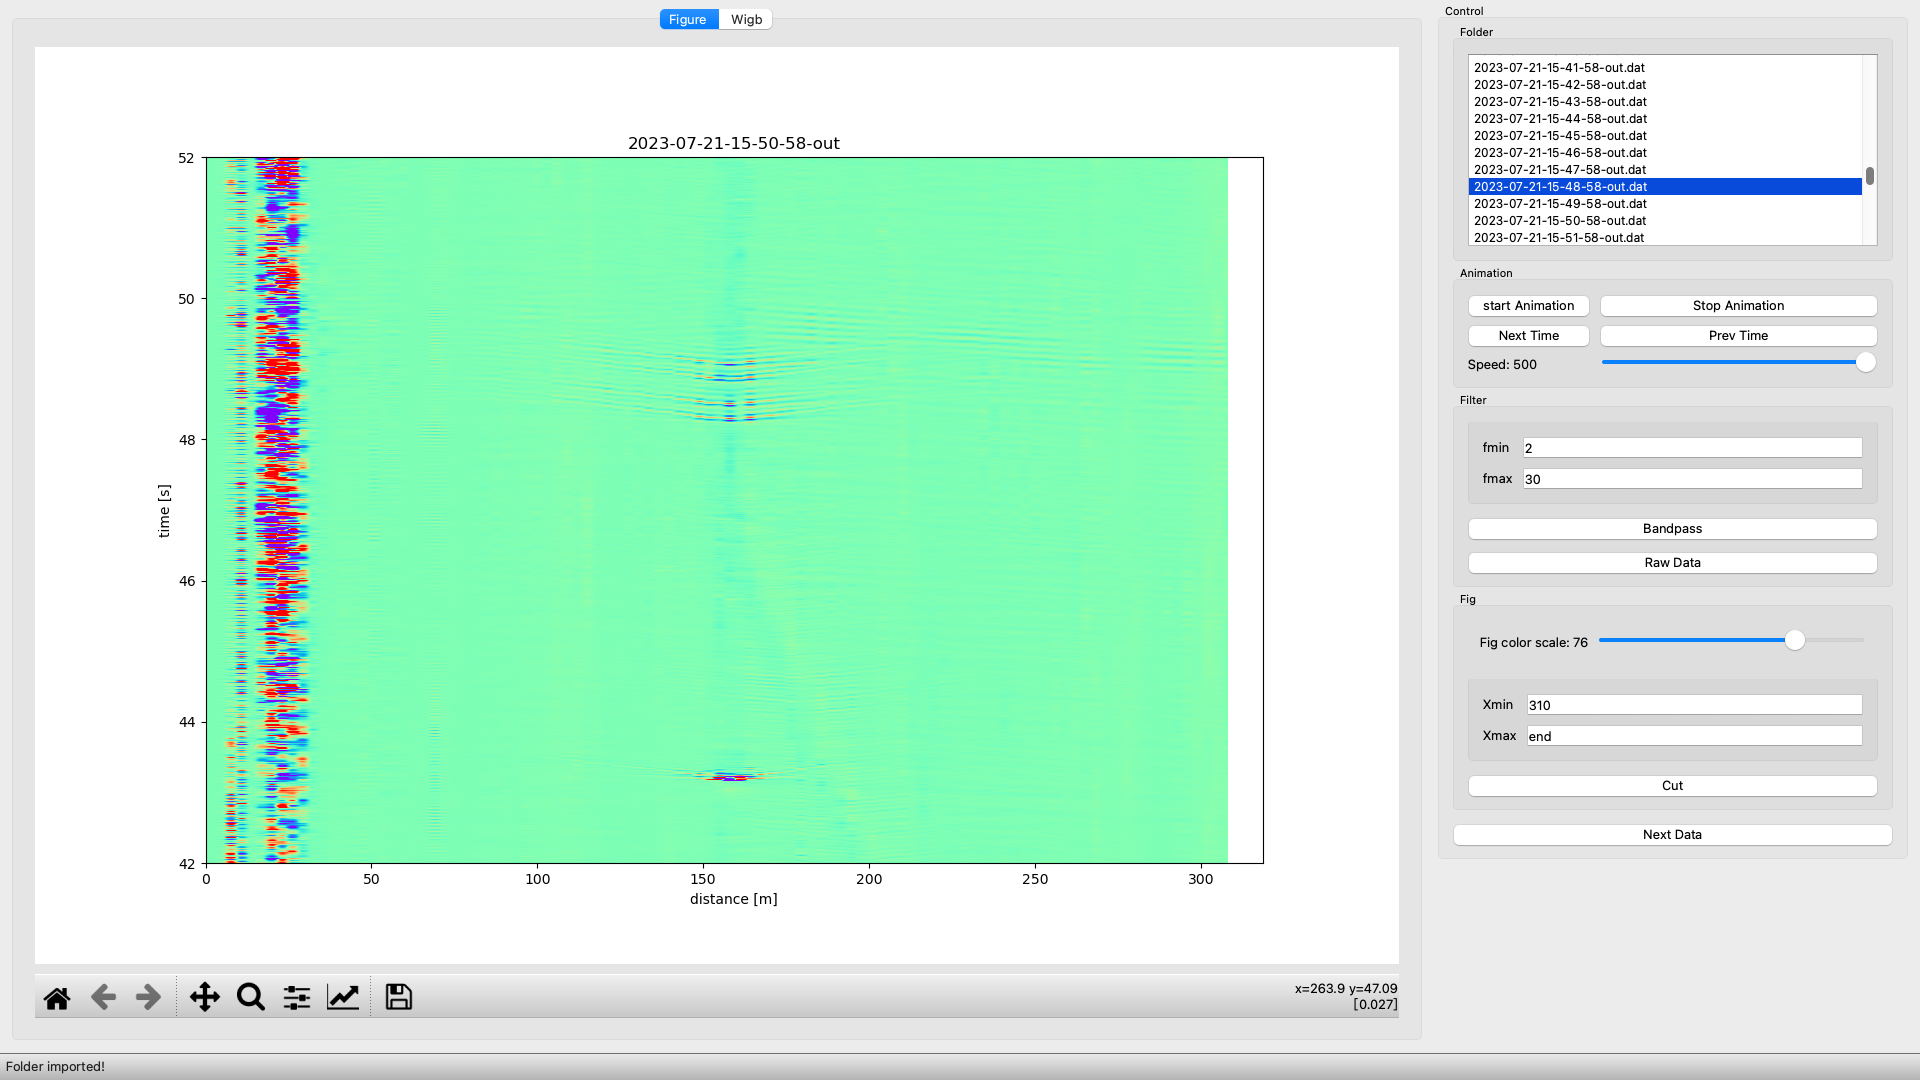 Figure
Wigb
2023-07-21-15-50-58-out
52
50
48
46
44
42
time [s]
0
50
100
150
200
250
300
distance [m]
x=263.9 y=47.09
[0.027]
Folder imported!
Control
Folder
2023-07-21-15-41-58-out.dat
2023-07-21-15-42-58-out.dat
2023-07-21-15-43-58-out.dat
2023-07-21-15-44-58-out.dat
2023-07-21-15-45-58-out.dat
2023-07-21-15-46-58-out.dat
2023-07-21-15-47-58-out.dat
2023-07-21-15-48-58-out.dat
2023-07-21-15-49-58-out.dat
2023-07-21-15-50-58-out.dat
2023-07-21-15-51-58-out.dat
Animation
start Animation
Stop Animation
Next Time
Prev Time
Speed: 500
Filter
fmin 2
fmax 30
Bandpass
Raw Data
Fig
Fig color scale: 76
Xmin 310
Xmax end
Cut
Next Data